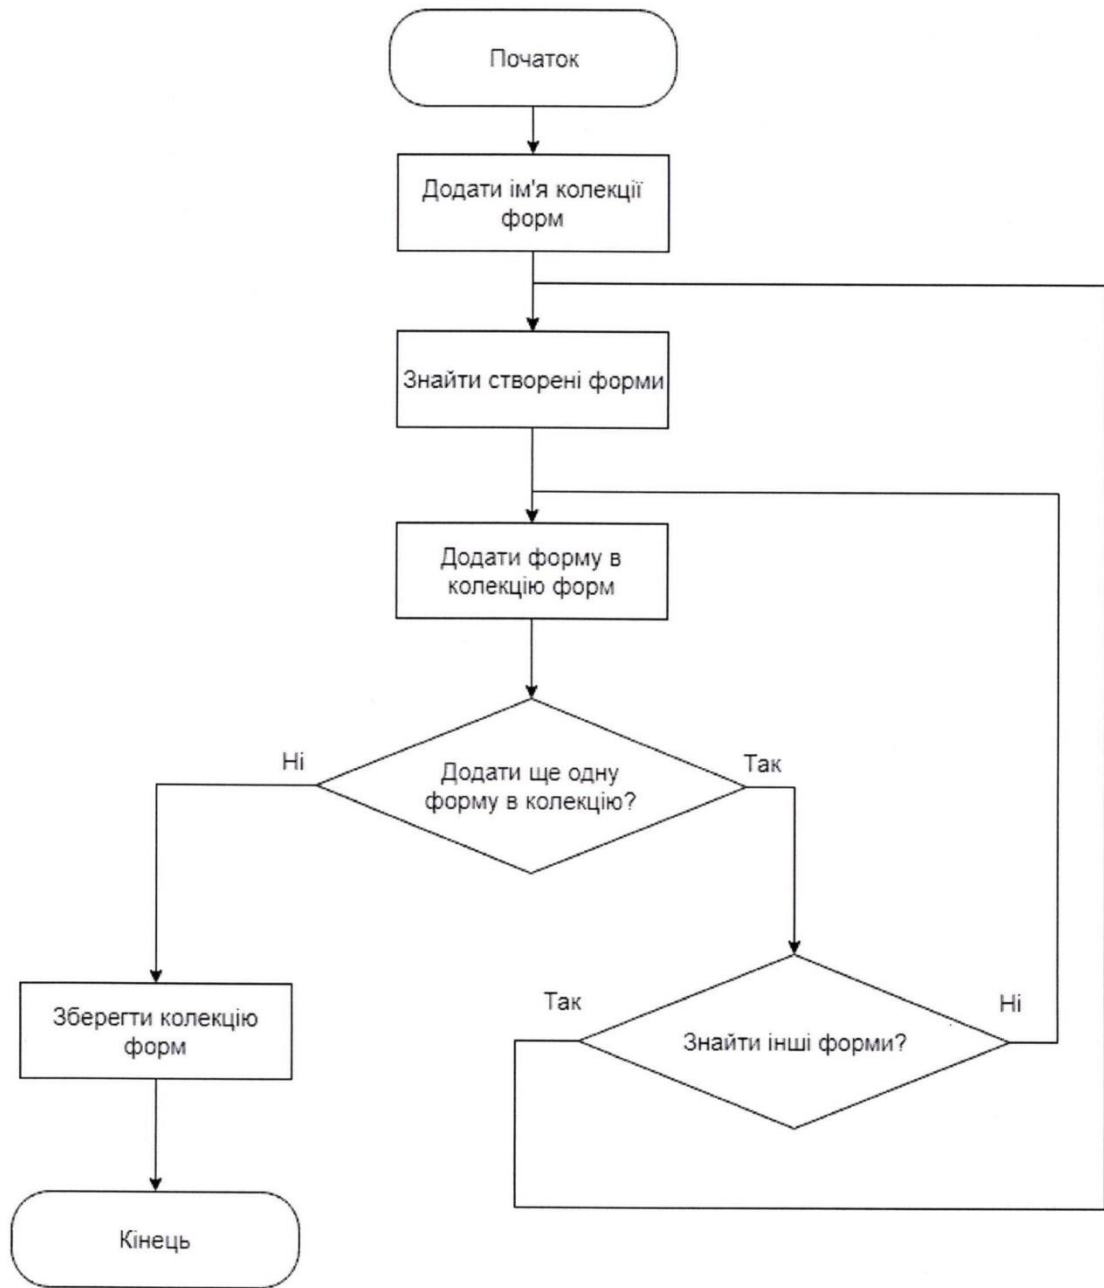 Початок
Додати ім'я колекції
форм
Знайти створені форми
Додати форму в
колекцію форм
Ні
Так
Додати ще одну
форму в колекцію?
Зберегти колекцію
форм
Так
Ні
Знайти інші форми?
Кінець